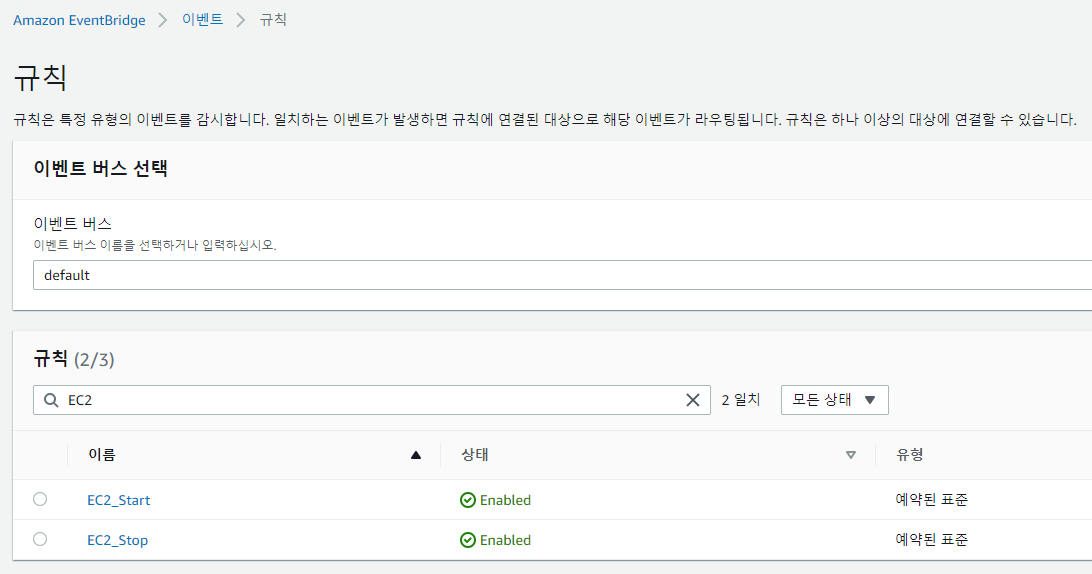 Amazon EventBridge > 이벤트 > 규칙
규칙
규칙은 특정 유형의 이벤트를 감시합니다. 일치하는 이벤트가 발생하면 규칙에 연결된 대상으로 해당 이벤트가 라우팅됩니다. 규칙은 하나 이상의 대상에 연결할 수 있습니다.
이벤트 버스 선택
이벤트 버스
이벤트 버스 이름을 선택하거나 입력하십시오.
default
규칙 (2/3)
EC2 2 일치 모든 상태
이름 상태 유형
EC2_Start Enabled 예약된 표준
EC2_Stop Enabled 예약된 표준